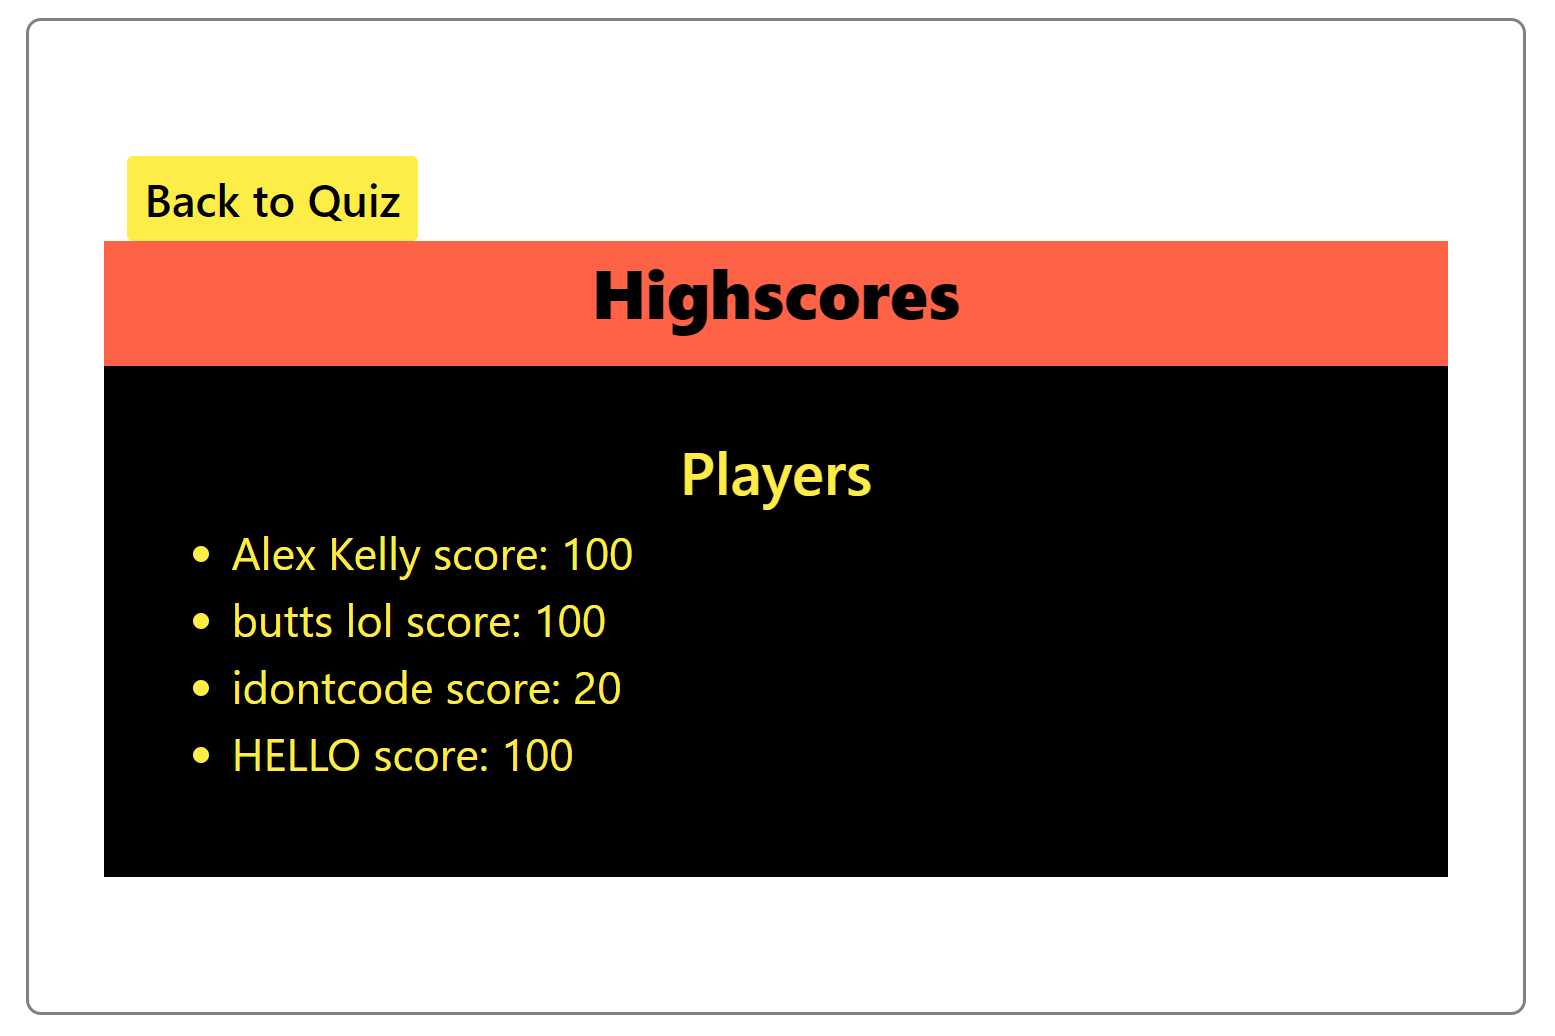 Back to Quiz
Highscores
Players
Alex Kelly score: 100
butts lol score: 100
idontcode score: 20
HELLO score: 100